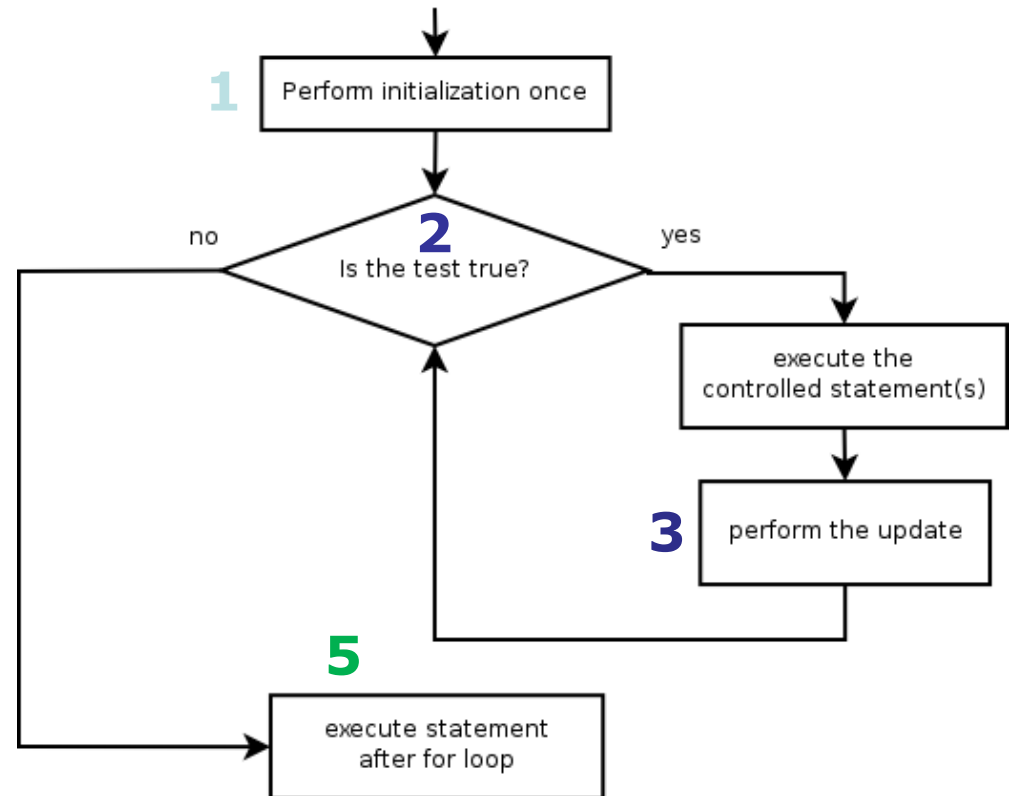 1
Perform initialization once
2
no
yes
Is the test true?
execute the
controlled statement(s)
3
perform the update
5
execute statement
after for loop